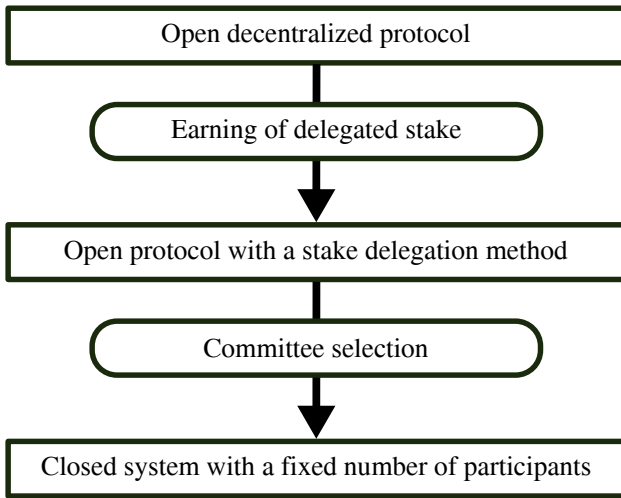 Open decentralized protocol
Earning of delegated stake
Open protocol with a stake delegation method
Committee selection
Closed system with a fixed number of participants